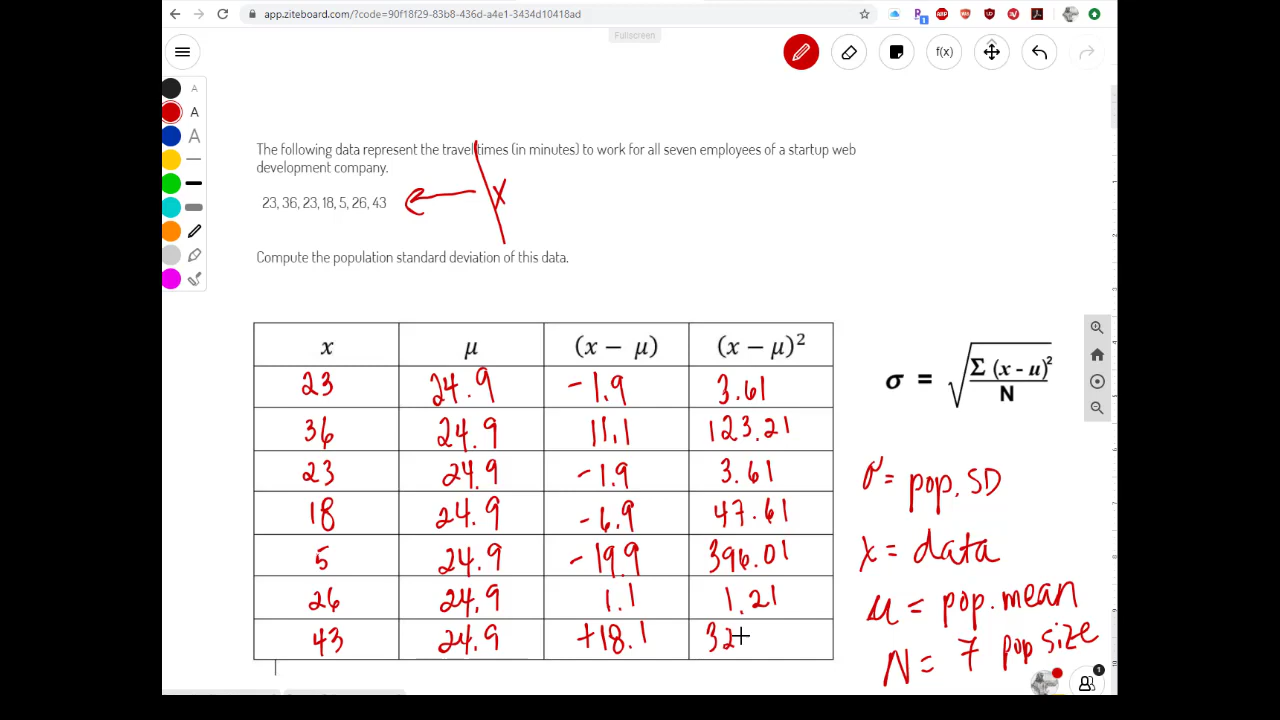 app.ziteboard.com/?code=90f18f29-83b8-436d-a4e1-3434d10418ad
Fullscreen
f(x)
A
A
A
The following data represent the travel times (in minutes) to work for all seven employees of a startup web
development company.
23, 36, 23, 18, 5, 26, 43
x
Compute the population standard deviation of this data.
x μ (x − μ) (x − μ)²
23 24.9 -1.9 3.61
36 24.9 11.1 123.21
23 24.9 -1.9 3.61
18 24.9 -6.9 47.61
5 24.9 -19.9 396.01
26 24.9 1.1 1.21
43 24.9 +18.1 32
σ = √ Σ (x - u)² / N
σ = pop. SD
x = data
μ = pop. mean
N = 7 pop size
1